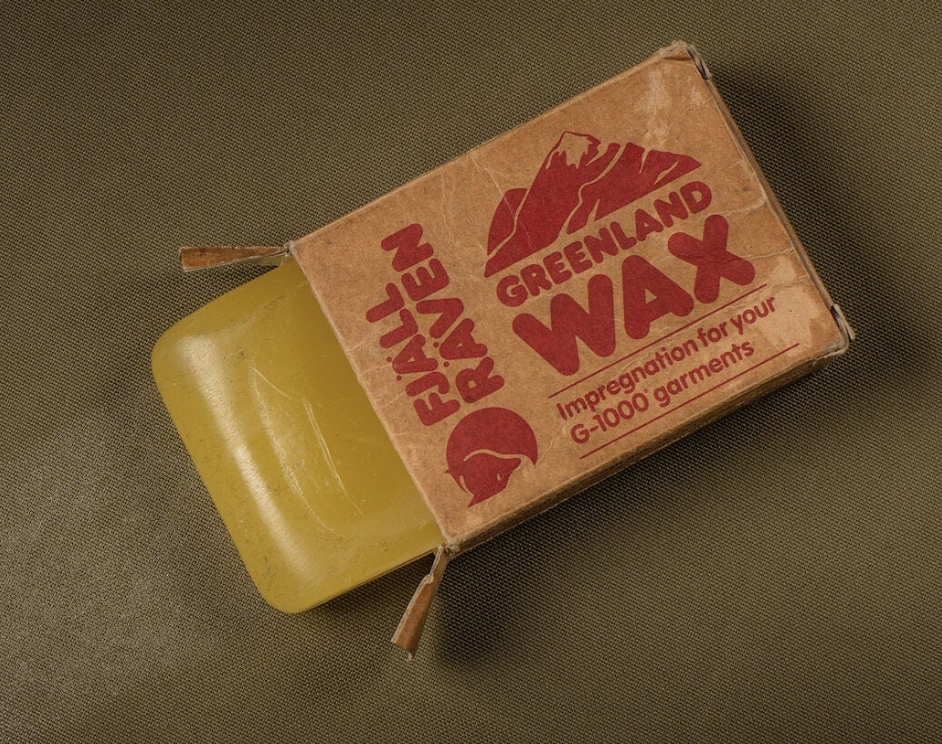 FJÄLL
RÄVEN
GREENLAND
WAX
Impregnation for your
G-1000® garments